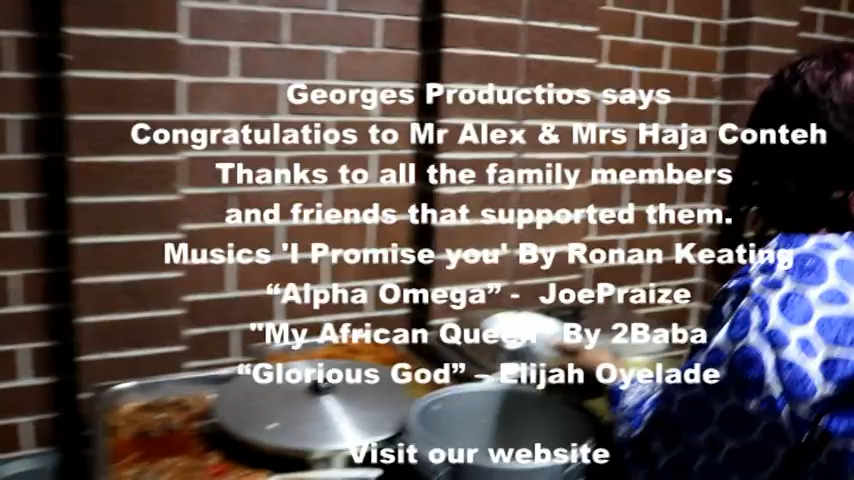 Georges Productios says
Congratulatios to Mr Alex & Mrs Haja Conteh
Thanks to all the family members
and friends that supported them.
Musics 'I Promise you' By Ronan Keating
“Alpha Omega” -  JoePraize
"My African Queen" By 2Baba
“Glorious God” – Elijah Oyelade
Visit our website